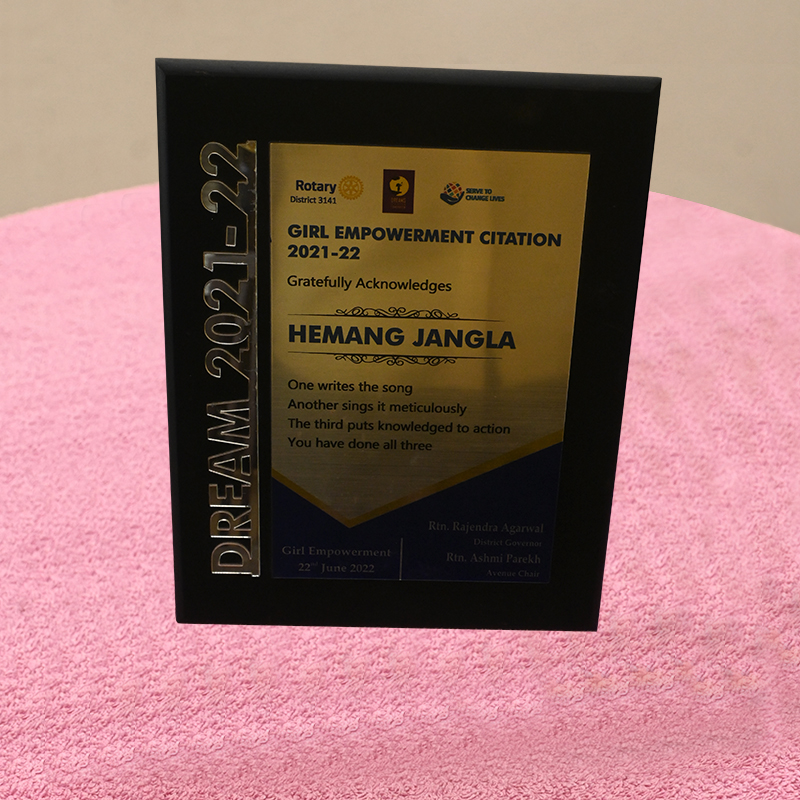 DREAM 2021-22
Rotary
District 3141
SERVE TO
CHANGE LIVES
GIRL EMPOWERMENT CITATION
2021-22
Gratefully Acknowledges
HEMANG JANGLA
One writes the song
Another sings it meticulously
The third puts knowledged to action
You have done all three
Girl Empowerment
22nd June 2022
Rtn. Rajendra Agarwal
District Governor
Rtn. Ashmi Parekh
Avenue Chair